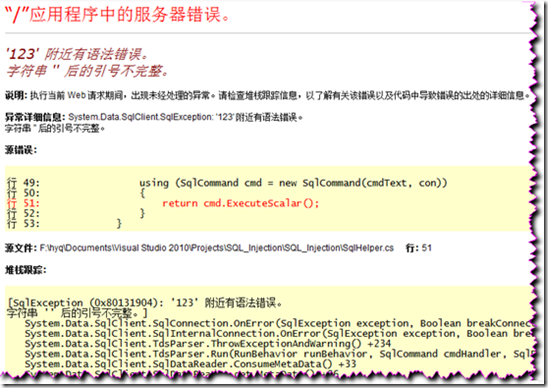 “/”应用程序中的服务器错误。
'123' 附近有语法错误。
字符串 '' 后的引号不完整。
说明: 执行当前 Web 请求期间，出现未经处理的异常。请检查堆栈跟踪信息，以了解有关该错误以及代码中导致错误的出处的详细信息。
异常详细信息: System.Data.SqlClient.SqlException: '123' 附近有语法错误。
字符串 '' 后的引号不完整。
源错误:
行 49: using (SqlCommand cmd = new SqlCommand(cmdText, con))
行 50: {
行 51: return cmd.ExecuteScalar();
行 52: }
行 53: }
源文件: F:\hyq\Documents\Visual Studio 2010\Projects\SQL_Injection\SQL_Injection\SqlHelper.cs 行: 51
堆栈跟踪:
[SqlException (0x80131904): '123' 附近有语法错误。
字符串 '' 后的引号不完整。]
System.Data.SqlClient.SqlConnection.OnError(SqlException exception, Boolean breakConnec
System.Data.SqlClient.SqlInternalConnection.OnError(SqlException exception, Boolean bre
System.Data.SqlClient.TdsParser.ThrowExceptionAndWarning() +234
System.Data.SqlClient.TdsParser.Run(RunBehavior runBehavior, SqlCommand cmdHandler, Sql
System.Data.SqlClient.SqlDataReader.ConsumeMetaData() +33